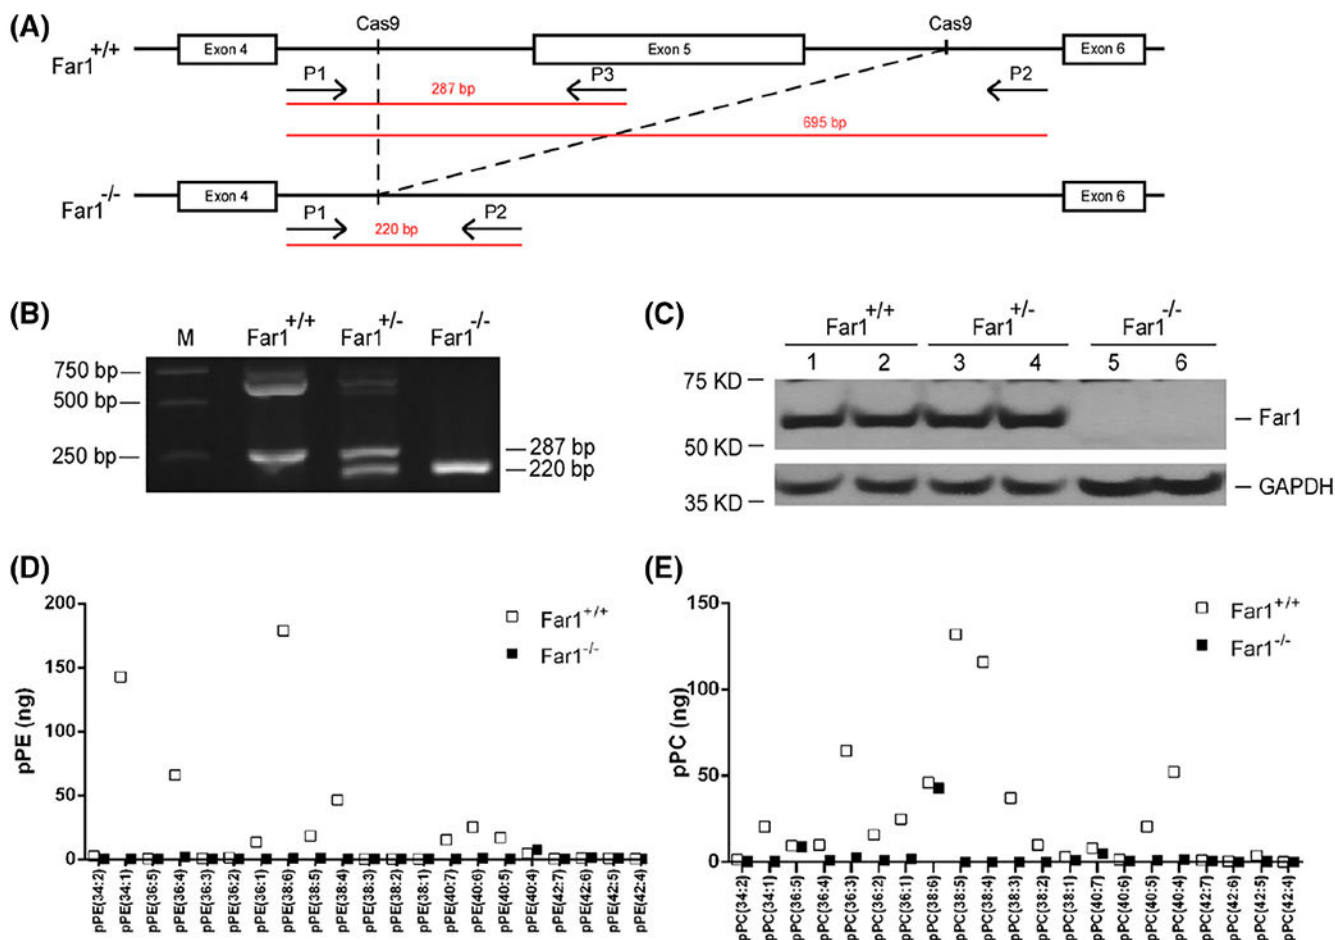 (A)
Far1+/+
Exon 4
Cas9
Exon 5
Cas9
Exon 6
P1
P3
P2
287 bp
695 bp
Far1-/-
Exon 4
Exon 6
P1
P2
220 bp
(B)
M
Far1+/+
Far1+/-
Far1-/-
750 bp
500 bp
250 bp
287 bp
220 bp
(C)
Far1+/+
Far1+/-
Far1-/-
1 2 3 4 5 6
75 KD
50 KD
35 KD
Far1
GAPDH
(D)
pPE (ng)
200
150
100
50
0
Far1+/+
Far1-/-
pPE(34:2)
pPE(34:1)
pPE(36:5)
pPE(36:4)
pPE(36:3)
pPE(36:2)
pPE(36:1)
pPE(38:6)
pPE(38:5)
pPE(38:4)
pPE(38:3)
pPE(38:2)
pPE(38:1)
pPE(40:7)
pPE(40:6)
pPE(40:5)
pPE(40:4)
pPE(42:7)
pPE(42:6)
pPE(42:5)
pPE(42:4)
(E)
pPC (ng)
150
100
50
0
Far1+/+
Far1-/-
pPC(34:2)
pPC(34:1)
pPC(36:5)
pPC(36:4)
pPC(36:3)
pPC(36:2)
pPC(36:1)
pPC(38:6)
pPC(38:5)
pPC(38:4)
pPC(38:3)
pPC(38:2)
pPC(38:1)
pPC(40:7)
pPC(40:6)
pPC(40:5)
pPC(40:4)
pPC(42:7)
pPC(42:6)
pPC(42:5)
pPC(42:4)